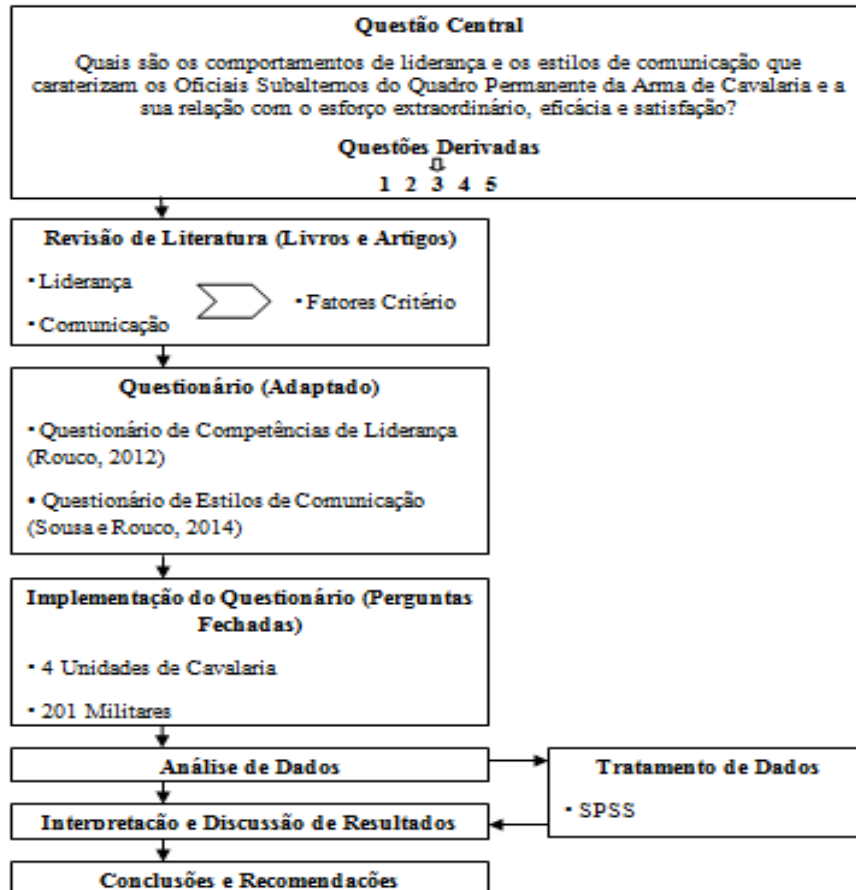 Questão Central
Quais são os comportamentos de liderança e os estilos de comunicação que
caraterizam os Oficiais Subalternos do Quadro Permanente da Arma de Cavalaria e a
sua relação com o esforço extraordinário, eficácia e satisfação?
Questões Derivadas
1 2 3 4 5
Revisão de Literatura (Livros e Artigos)
• Liderança
• Comunicação
• Fatores Critério
Questionário (Adaptado)
• Questionário de Competências de Liderança
(Rouco, 2012)
• Questionário de Estilos de Comunicação
(Sousa e Rouco, 2014)
Implementação do Questionário (Perguntas
Fechadas)
• 4 Unidades de Cavalaria
• 201 Militares
Análise de Dados
Tratamento de Dados
• SPSS
Interpretação e Discussão de Resultados
Conclusões e Recomendações